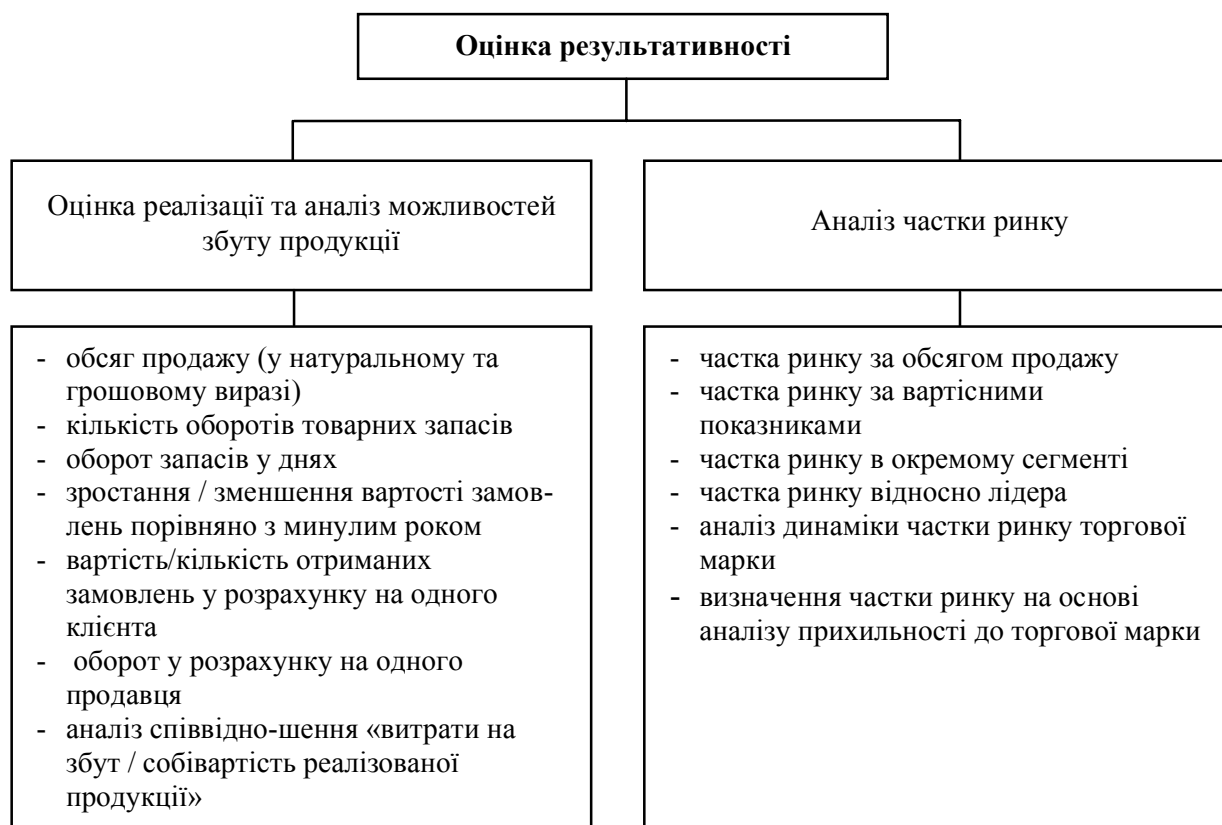 Оцінка результативності
Оцінка реалізації та аналіз можливостей
збуту продукції
Аналіз частки ринку
- обсяг продажу (у натуральному та
грошовому виразі)
- кількість оборотів товарних запасів
- оборот запасів у днях
- зростання / зменшення вартості замов-
лень порівняно з минулим роком
- вартість/кількість отриманих
замовлень у розрахунку на одного
клієнта
- оборот у розрахунку на одного
продавця
- аналіз співвідно-шення «витрати на
збут / собівартість реалізованої
продукції»
- частка ринку за обсягом продажу
- частка ринку за вартісними
показниками
- частка ринку в окремому сегменті
- частка ринку відносно лідера
- аналіз динаміки частки ринку торгової
марки
- визначення частки ринку на основі
аналізу прихильності до торгової марки